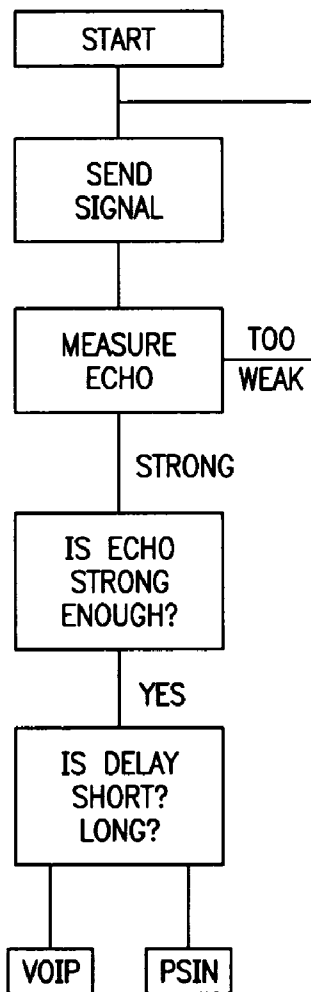 START
SEND
SIGNAL
MEASURE
ECHO
TOO
WEAK
STRONG
IS ECHO
STRONG
ENOUGH?
YES
IS DELAY
SHORT?
LONG?
VOIP
PSIN